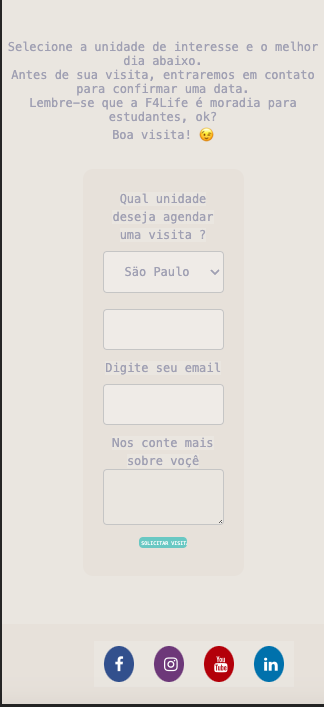 Selecione a unidade de interesse e o melhor
dia abaixo.
Antes de sua visita, entraremos em contato
para confirmar uma data.
Lembre-se que a F4Life é moradia para
estudantes, ok?
Boa visita! 😉
Qual unidade
deseja agendar
uma visita ?
São Paulo
Digite seu email
Nos conte mais
sobre voçê
SOLICITAR VISIT
You
Tube
in